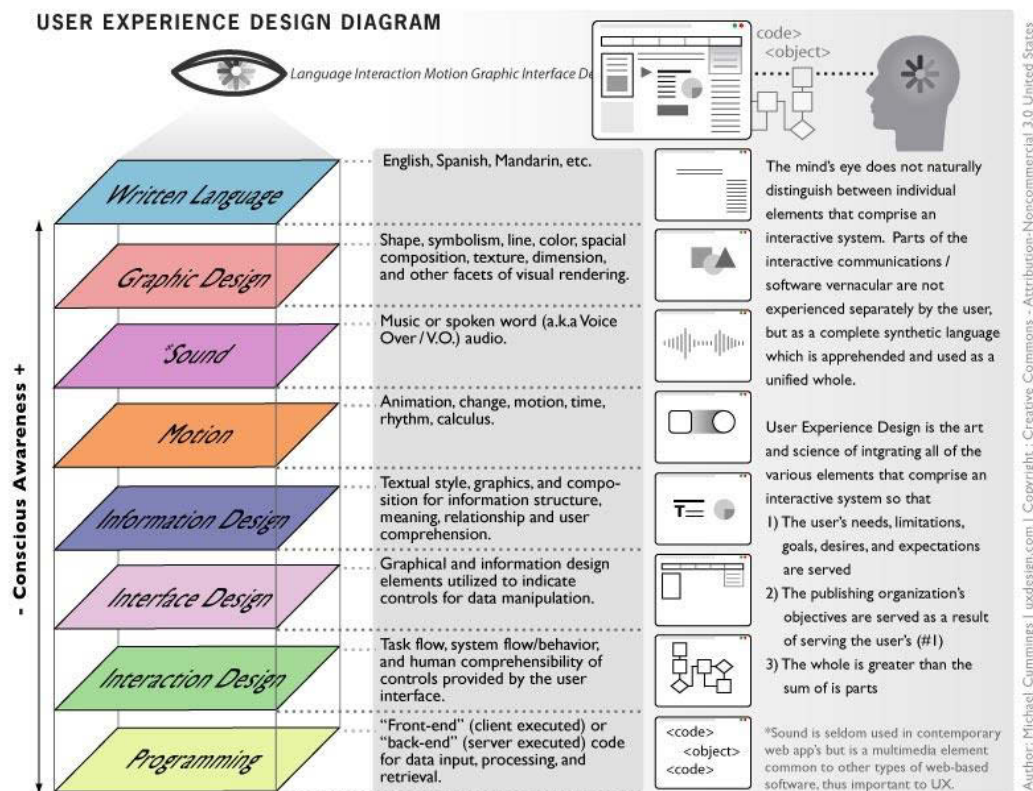 USER EXPERIENCE DESIGN DIAGRAM
Language Interaction Motion Graphic Interface De
code>
<object>
Written Language
English, Spanish, Mandarin, etc.
Graphic Design
Shape, symbolism, line, color, spacial
composition, texture, dimension,
and other facets of visual rendering.
*Sound
Music or spoken word (a.k.a Voice
Over / V.O.) audio.
Motion
Animation, change, motion, time,
rhythm, calculus.
Information Design
Textual style, graphics, and compo-
sition for information structure,
meaning, relationship and user
comprehension.
T
Interface Design
Graphical and information design
elements utilized to indicate
controls for data manipulation.
Interaction Design
Task flow, system flow/behavior,
and human comprehensibility of
controls provided by the user
interface.
Programming
"Front-end" (client executed) or
"back-end" (server executed) code
for data input, processing, and
retrieval.
<code>
<object>
<code>
- Conscious Awareness +
The mind's eye does not naturally
distinguish between individual
elements that comprise an
interactive system. Parts of the
interactive communications /
software vernacular are not
experienced separately by the user,
but as a complete synthetic language
which is apprehended and used as a
unified whole.
User Experience Design is the art
and science of intgrating all of the
various elements that comprise an
interactive system so that
1) The user's needs, limitations,
goals, desires, and expectations
are served
2) The publishing organization's
objectives are served as a result
of serving the user's (#1)
3) The whole is greater than the
sum of is parts
*Sound is seldom used in contemporary
web app's but is a multimedia element
common to other types of web-based
software, thus important to UX.
Author Michael Cummings | uxdesign.com | Copyright : Creative Commons - Attribution-Noncommercial 3.0 United States